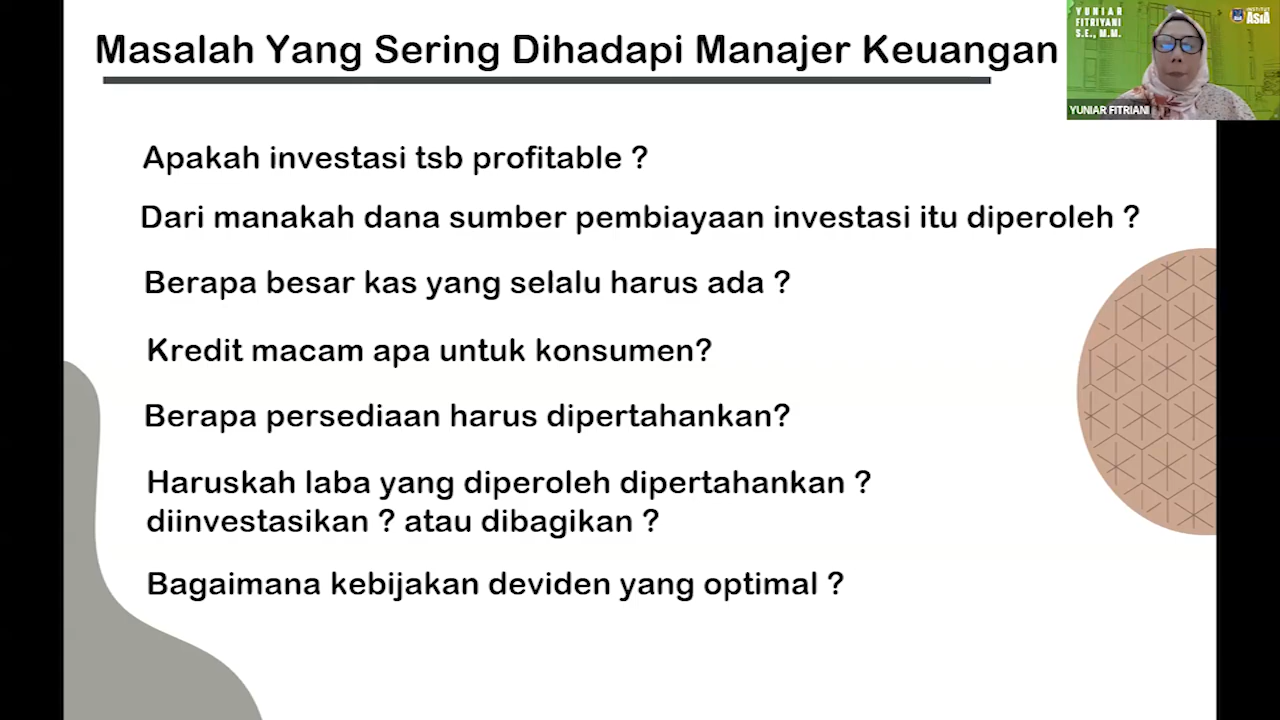 Masalah Yang Sering Dihadapi Manajer Keuangan
YUNIAR
FITRIYANI
S.E., M.M.
INSTITUT
ASIA
YUNIAR FITRIANI
Apakah investasi tsb profitable ?
Dari manakah dana sumber pembiayaan investasi itu diperoleh ?
Berapa besar kas yang selalu harus ada ?
Kredit macam apa untuk konsumen?
Berapa persediaan harus dipertahankan?
Haruskah laba yang diperoleh dipertahankan ?
diinvestasikan ? atau dibagikan ?
Bagaimana kebijakan deviden yang optimal ?